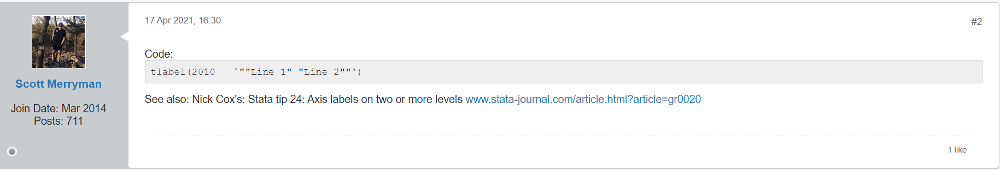 17 Apr 2021, 16:30
#2
Code:
tlabel(2010   `""Line 1" "Line 2""')
Scott Merryman
See also: Nick Cox's: Stata tip 24: Axis labels on two or more levels www.stata-journal.com/article.html?article=gr0020
Join Date: Mar 2014
Posts: 711
1 like